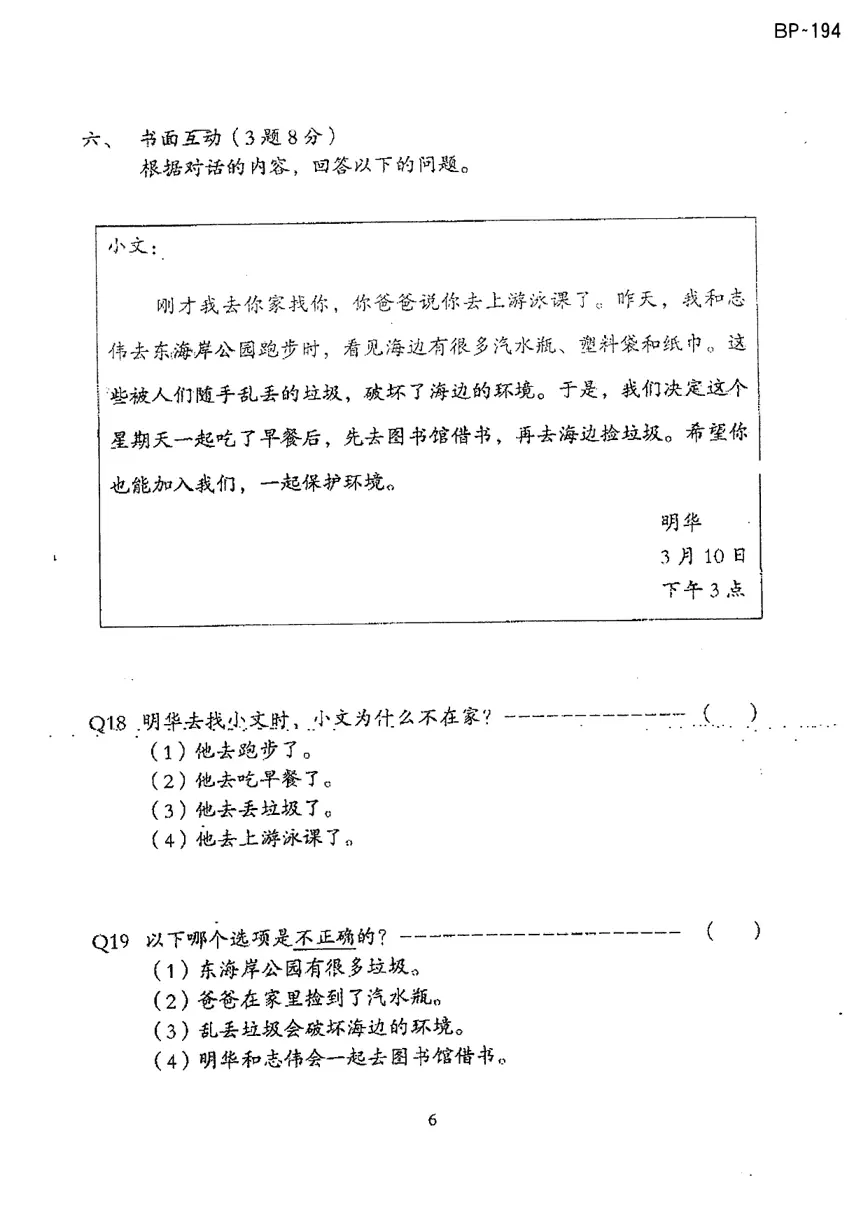 BP-194
六、 书面互动（3题8分）
根据对话的内容，回答以下的问题。
小文：
刚才我去你家找你，你爸爸说你去上游泳课了。昨天，我和志
伟去东海岸公园跑步时，看见海边有很多汽水瓶、塑料袋和纸巾。这
些被人们随手乱丢的垃圾，破坏了海边的环境。于是，我们决定这个
星期天一起吃了早餐后，先去图书馆借书，再去海边捡垃圾。希望你
也能加入我们，一起保护环境。
明华
3月10日
下午3点
Q18 明华去找小文时，小文为什么不在家？ --------------- （ ）
（1）他去跑步了。
（2）他去吃早餐了。
（3）他去丢垃圾了。
（4）他去上游泳课了。
Q19 以下哪个选项是不正确的？ --------------------- （ ）
（1）东海岸公园有很多垃圾。
（2）爸爸在家里捡到了汽水瓶。
（3）乱丢垃圾会破坏海边的环境。
（4）明华和志伟会一起去图书馆借书。
6